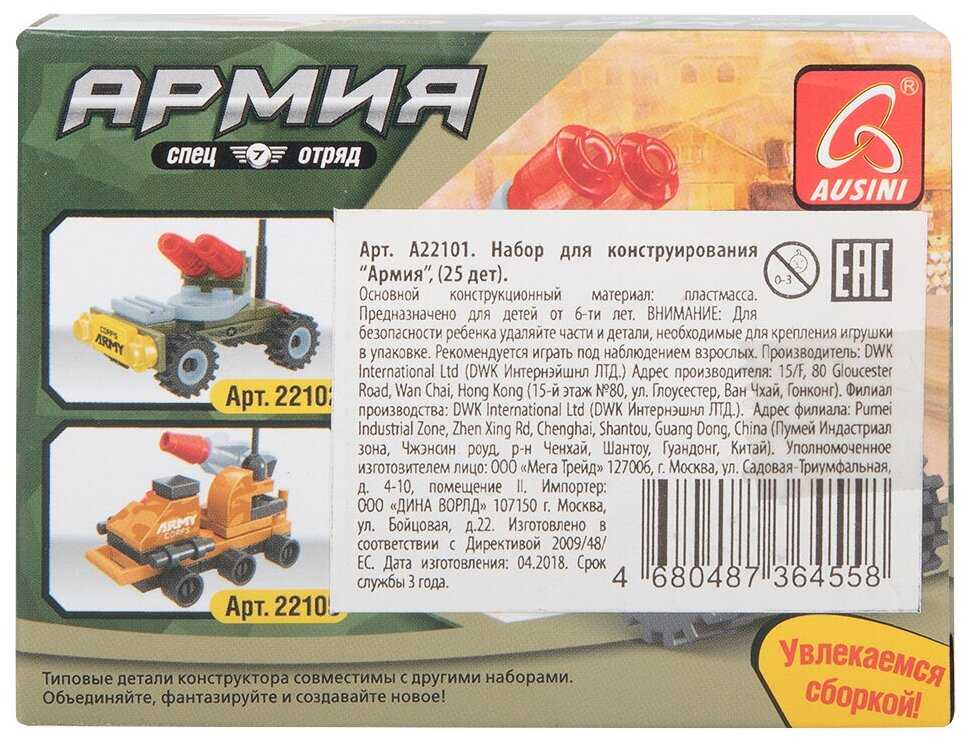 АРМИЯ
СПЕЦ 7 ОТРЯД
AUSINI
®
Арт. 22102
CORPS
ARMY
Арт. A22101. Набор для конструирования
"Армия", (25 дет).
0-3
EAC
Основной конструкционный материал: пластмасса.
Предназначено для детей от 6-ти лет. ВНИМАНИЕ: Для
безопасности ребенка удаляйте части и детали, необходимые для крепления игрушки
в упаковке. Рекомендуется играть под наблюдением взрослых. Производитель: DWK
International Ltd (DWK Интернэйшнл ЛТД.) Адрес производителя: 15/F, 80 Gloucester
Road, Wan Chai, Hong Kong (15-й этаж №80, ул. Глоусестер, Ван Чхай, Гонконг). Филиал
производства: DWK International Ltd (DWK Интернэшнл ЛТД.). Адрес филиала: Pumei
Industrial Zone, Zhen Xing Rd, Chenghai, Shantou, Guang Dong, China (Пумей Индастриал
зона, Чжэнсин роуд, р-н Ченхай, Шантоу, Гуандонг, Китай). Уполномоченное
изготовителем лицо: ООО «Мега Трейд» 127006, г. Москва, ул. Садовая-Триумфальная,
д. 4-10, помещение II. Импортер:
ООО «ДИНА ВОРЛД» 107150 г. Москва,
ул. Бойцовая, д.22. Изготовлено в
соответствии с Директивой 2009/48/
ЕС. Дата изготовления: 04.2018. Срок
службы 3 года.
4 680487 364558
ARMY
CORPS
Арт. 2210
Типовые детали конструктора совместимы с другими наборами.
Объединяйте, фантазируйте и создавайте новое!
Увлекаемся
сборкой!